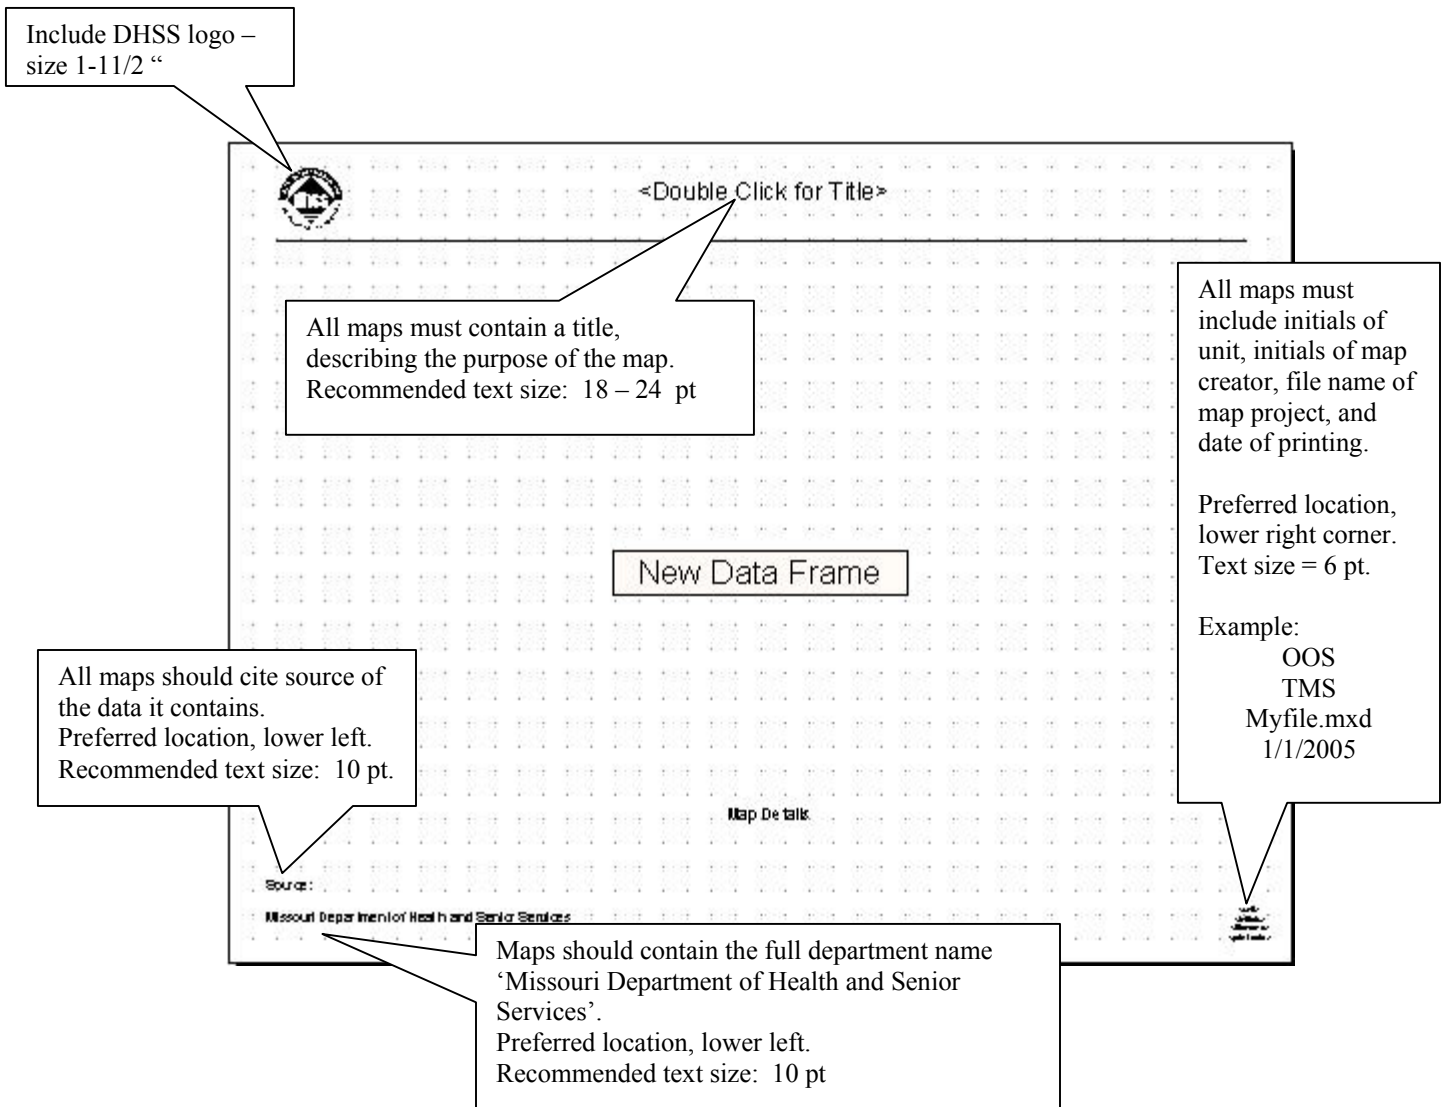 Include DHSS logo –
size 1-11/2 “
<Double Click for Title>
All maps must contain a title,
describing the purpose of the map.
Recommended text size:  18 – 24  pt
All maps must
include initials of
unit, initials of map
creator, file name of
map project, and
date of printing.
Preferred location,
lower right corner.
Text size = 6 pt.
Example:
OOS
TMS
Myfile.mxd
1/1/2005
New Data Frame
All maps should cite source of
the data it contains.
Preferred location, lower left.
Recommended text size:  10 pt.
Map Details
Source:
Missouri Department of Health and Senior Services
Maps should contain the full department name
‘Missouri Department of Health and Senior
Services’.
Preferred location, lower left.
Recommended text size:  10 pt